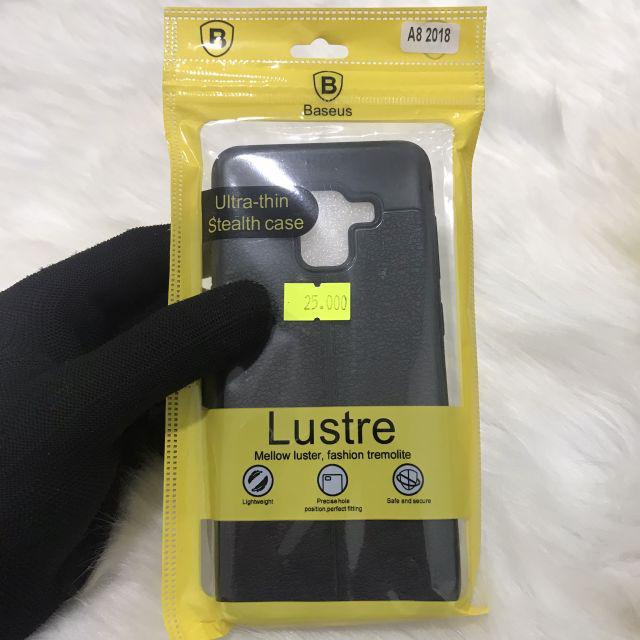 B
A8 2018
B
Baseus
Ultra-thin
Stealth case
25.000
Lustre
Mellow luster, fashion tremolite
Lightweight
Precise hole
position,perfect fitting
Safe and secure